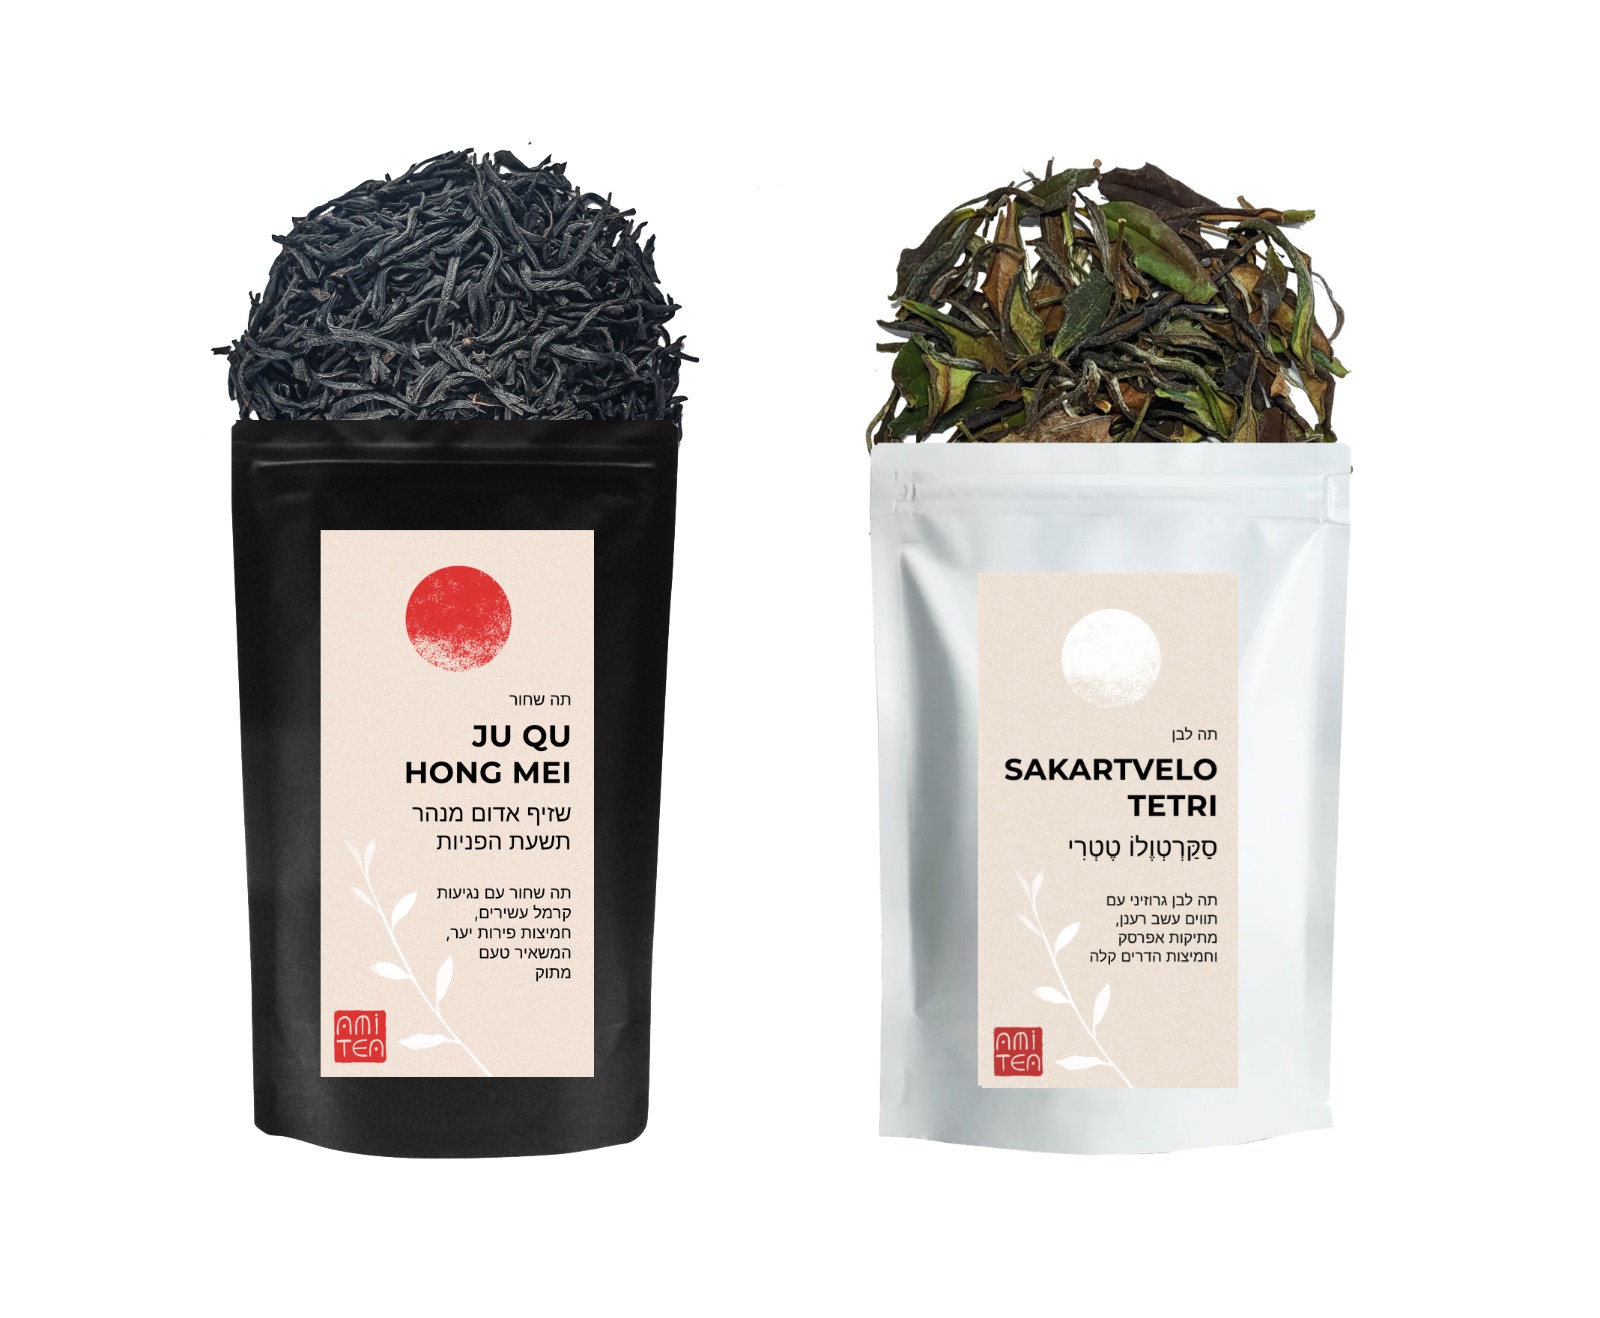 תה שחור
JU QU
HONG MEI
שזיף אדום מנהר
תשעת הפניות
תה שחור עם נגיעות
קרמל עשירים,
חמיצות פירות יער,
המשאיר טעם
מתוק
AMI
TEA
תה לבן
SAKARTVELO
TETRI
סַקַרְטְוֶלוֹ טֶטְרִי
תה לבן גרוזיני עם
תווים עשב רענן,
מתיקות אפרסק
וחמיצות הדרים קלה
AMI
TEA